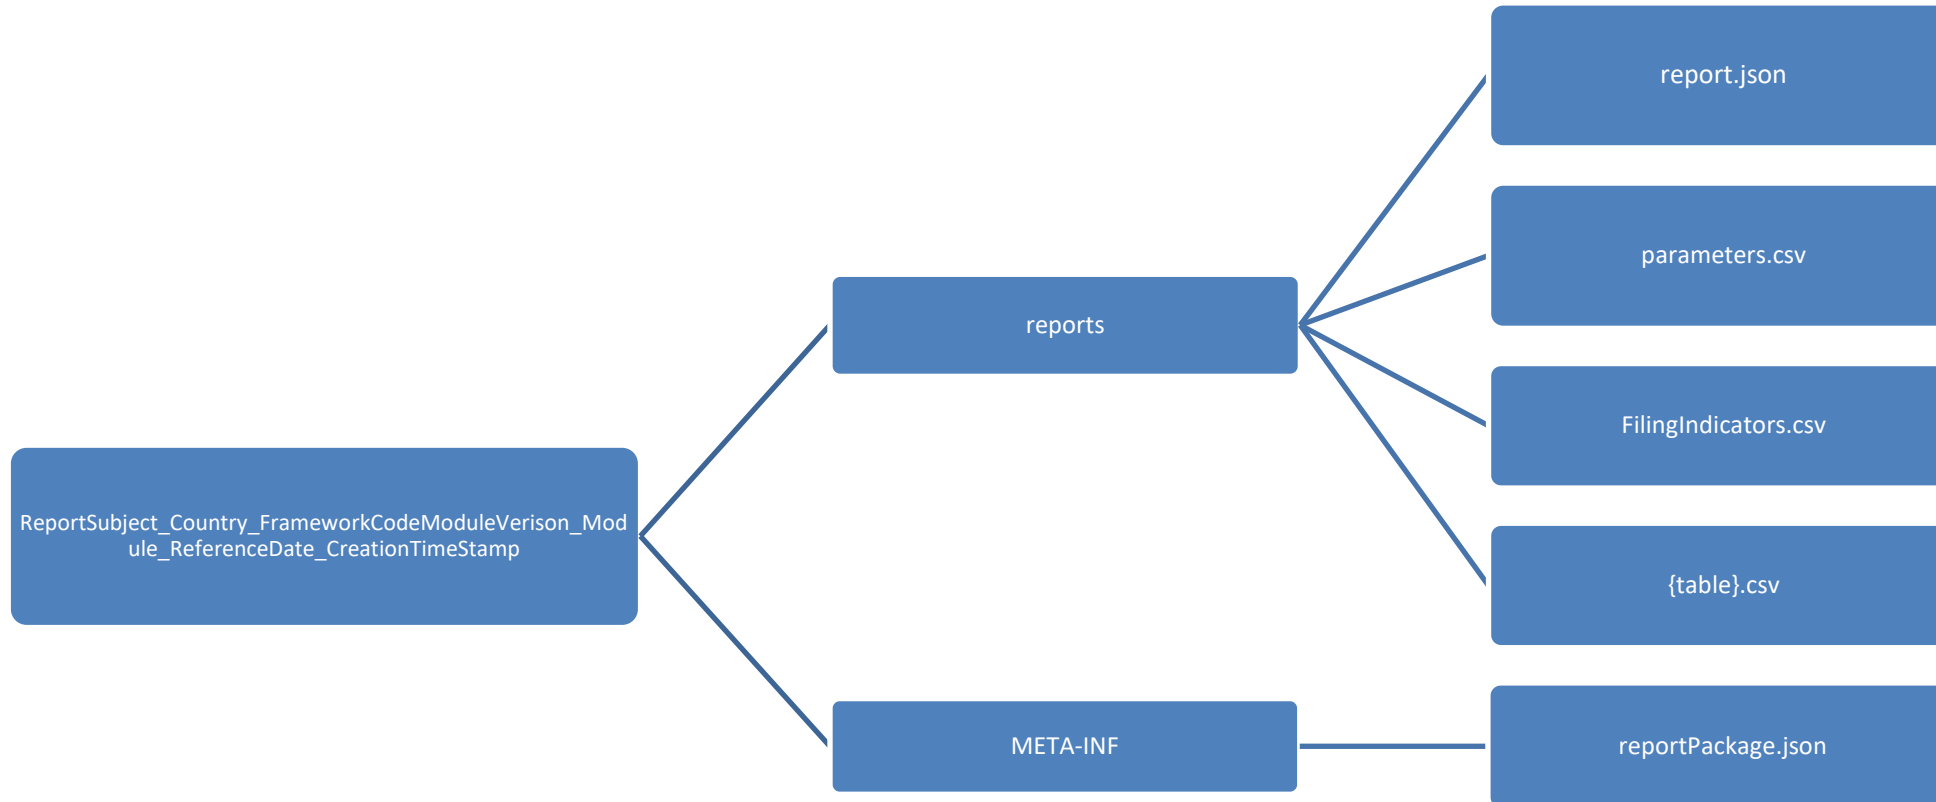 report.json
parameters.csv
reports
FilingIndicators.csv
ReportSubject_Country_FrameworkCodeModuleVerison_Mod
ule_ReferenceDate_CreationTimeStamp
{table}.csv
META-INF
reportPackage.json